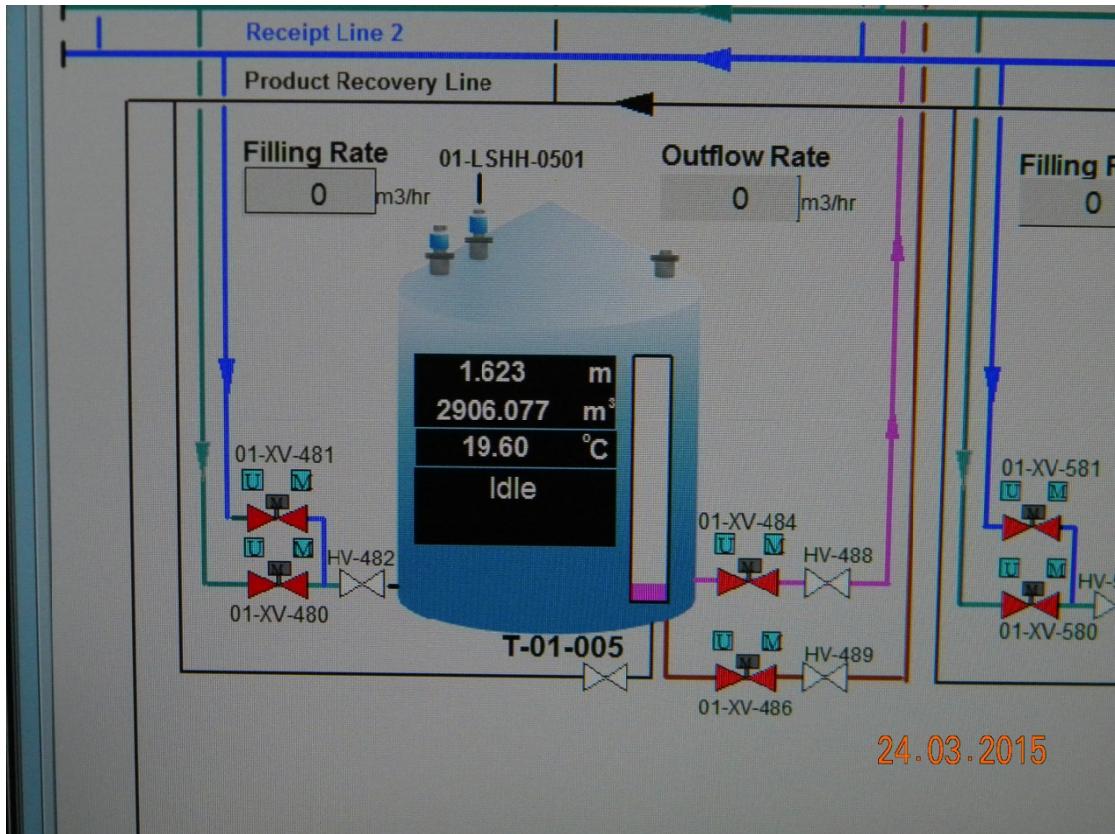 Receipt Line 2
Product Recovery Line
Filling Rate
0 m3/hr
01-LSHH-0501
Outflow Rate
0 m3/hr
Filling
0
1.623 m
2906.077 m³
19.60 °C
Idle
01-XV-481
U M
M
U M
M
01-XV-480
HV-482
T-01-005
01-XV-484
U M
M
HV-488
U M
M
HV-489
01-XV-486
01-XV-581
U M
M
U M
M
01-XV-580
24.03.2015